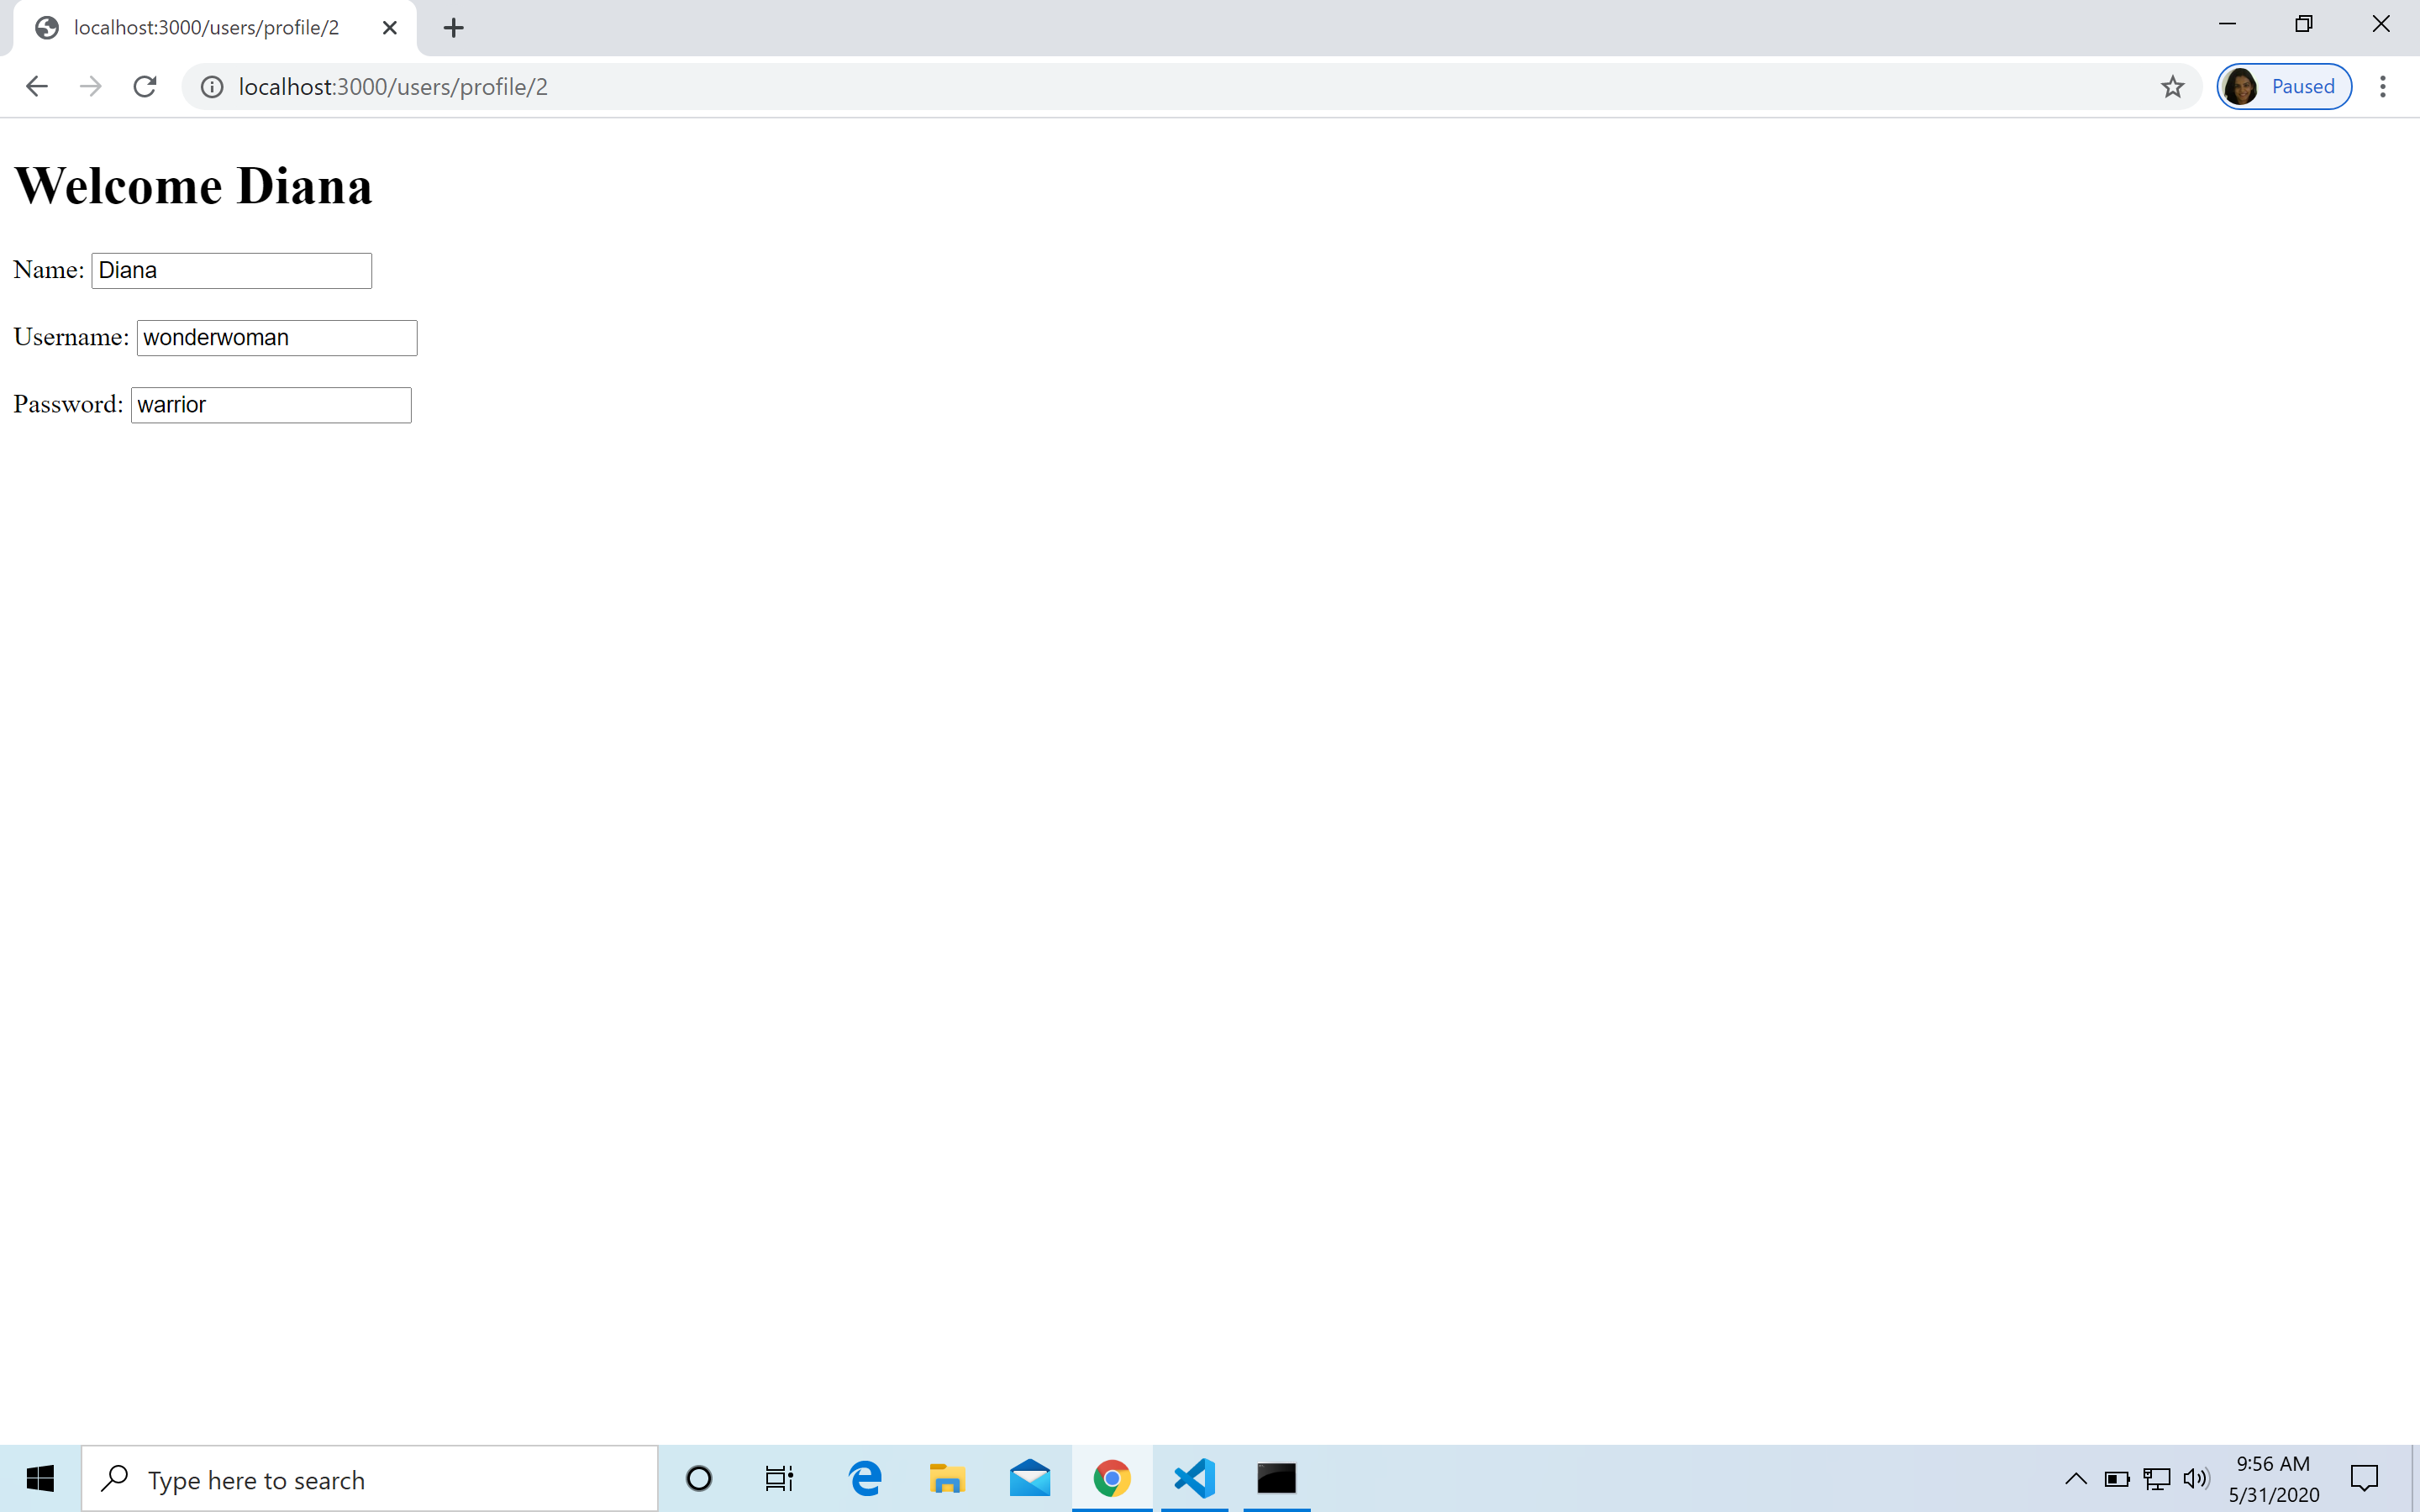 localhost:3000/users/profile/2
localhost:3000/users/profile/2
Paused
Welcome Diana
Name: Diana
Username: wonderwoman
Password: warrior
Type here to search
9:56 AM
5/31/2020